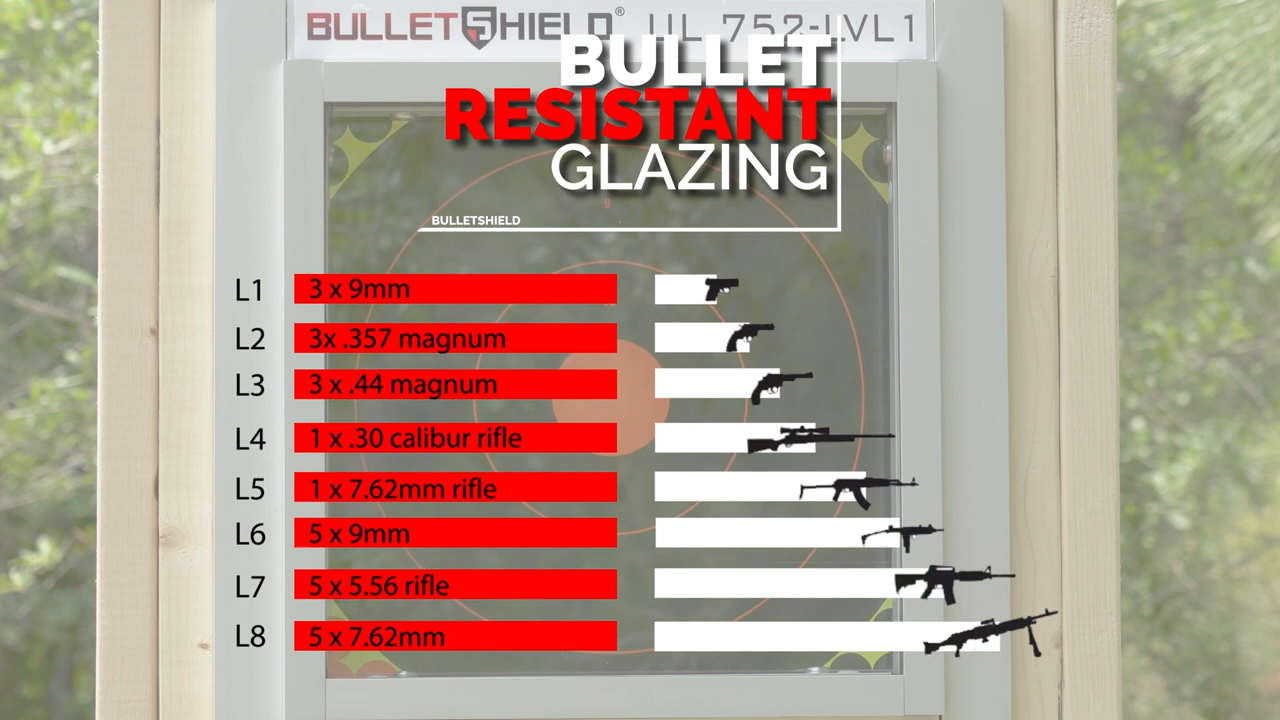 BULLETSHIELD® UL 752-LVL1
BULLET
RESISTANT
GLAZING
BULLETSHIELD
L1 3 x 9mm
L2 3x .357 magnum
L3 3 x .44 magnum
L4 1 x .30 calibur rifle
L5 1 x 7.62mm rifle
L6 5 x 9mm
L7 5 x 5.56 rifle
L8 5 x 7.62mm